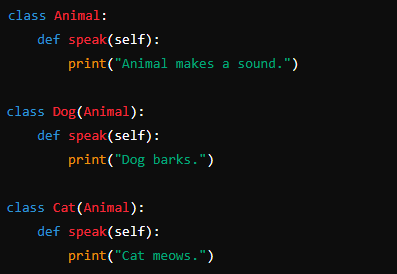 class Animal:
    def speak(self):
        print("Animal makes a sound.")
class Dog(Animal):
    def speak(self):
        print("Dog barks.")
class Cat(Animal):
    def speak(self):
        print("Cat meows.")